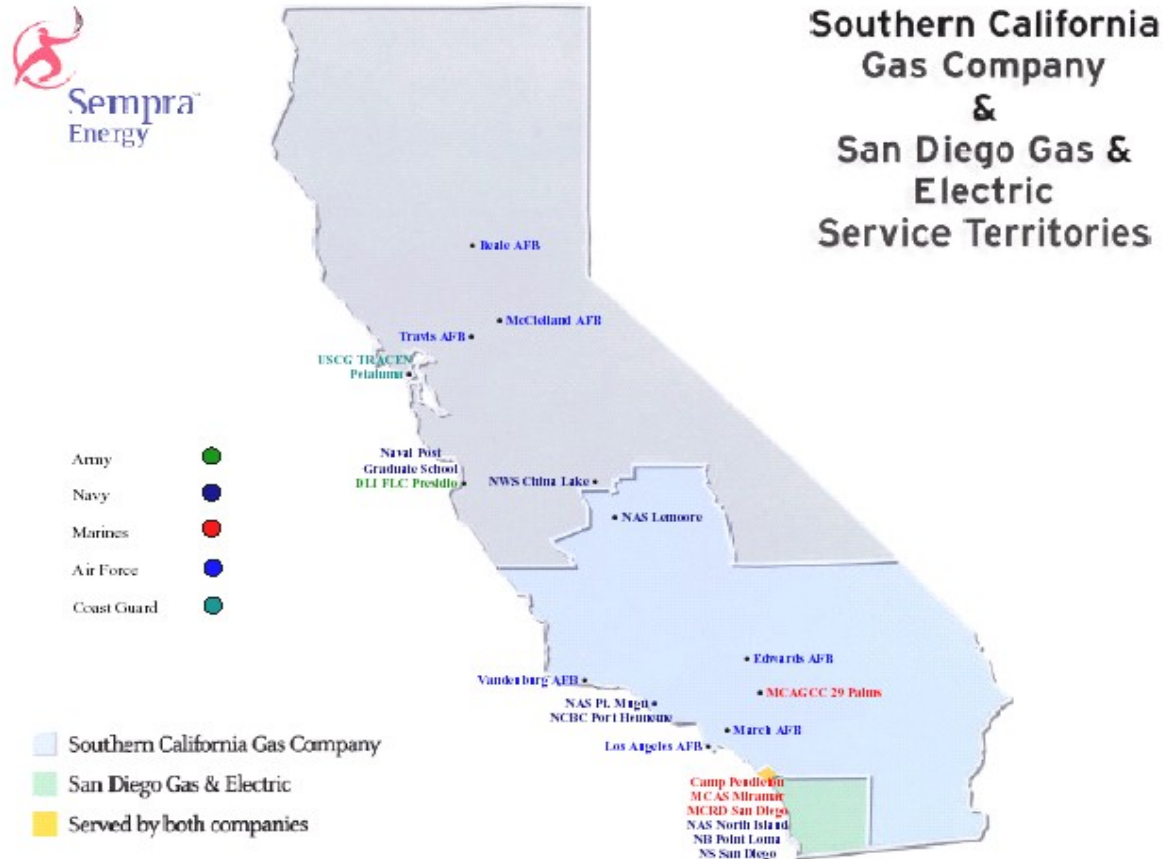 Sempra™
Energy
Southern California
Gas Company
&
San Diego Gas &
Electric
Service Territories
Beale AFB
McClelland AFB
Travis AFB
USCG TRACEN
Petaluma
Naval Post
Graduate School
DLI FLC Presidio
NWS China Lake
NAS Lemoore
Army
Navy
Marines
Air Force
Coast Guard
Edwards AFB
Vandenburg AFB
MCAGCC 29 Palms
NAS Pt. Mugu
NCBC Port Hueneme
March AFB
Los Angeles AFB
Camp Pendleton
MCAS Miramar
MCRD San Diego
NAS North Island
NB Point Loma
NS San Diego
Southern California Gas Company
San Diego Gas & Electric
Served by both companies